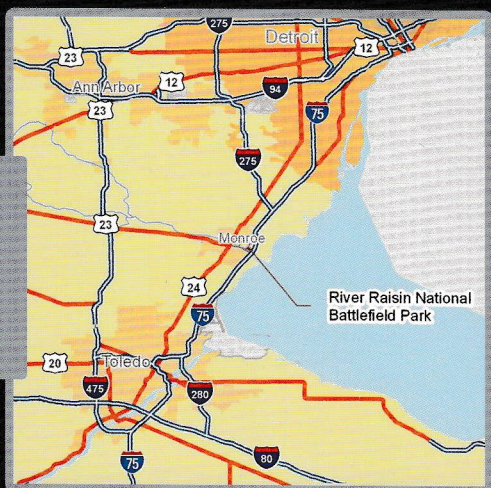 275
Detroit
23
12
12
Ann Arbor
94
23
75
275
23
Monroe
24
River Raisin National
Battlefield Park
75
20
Toledo
475
280
80
75